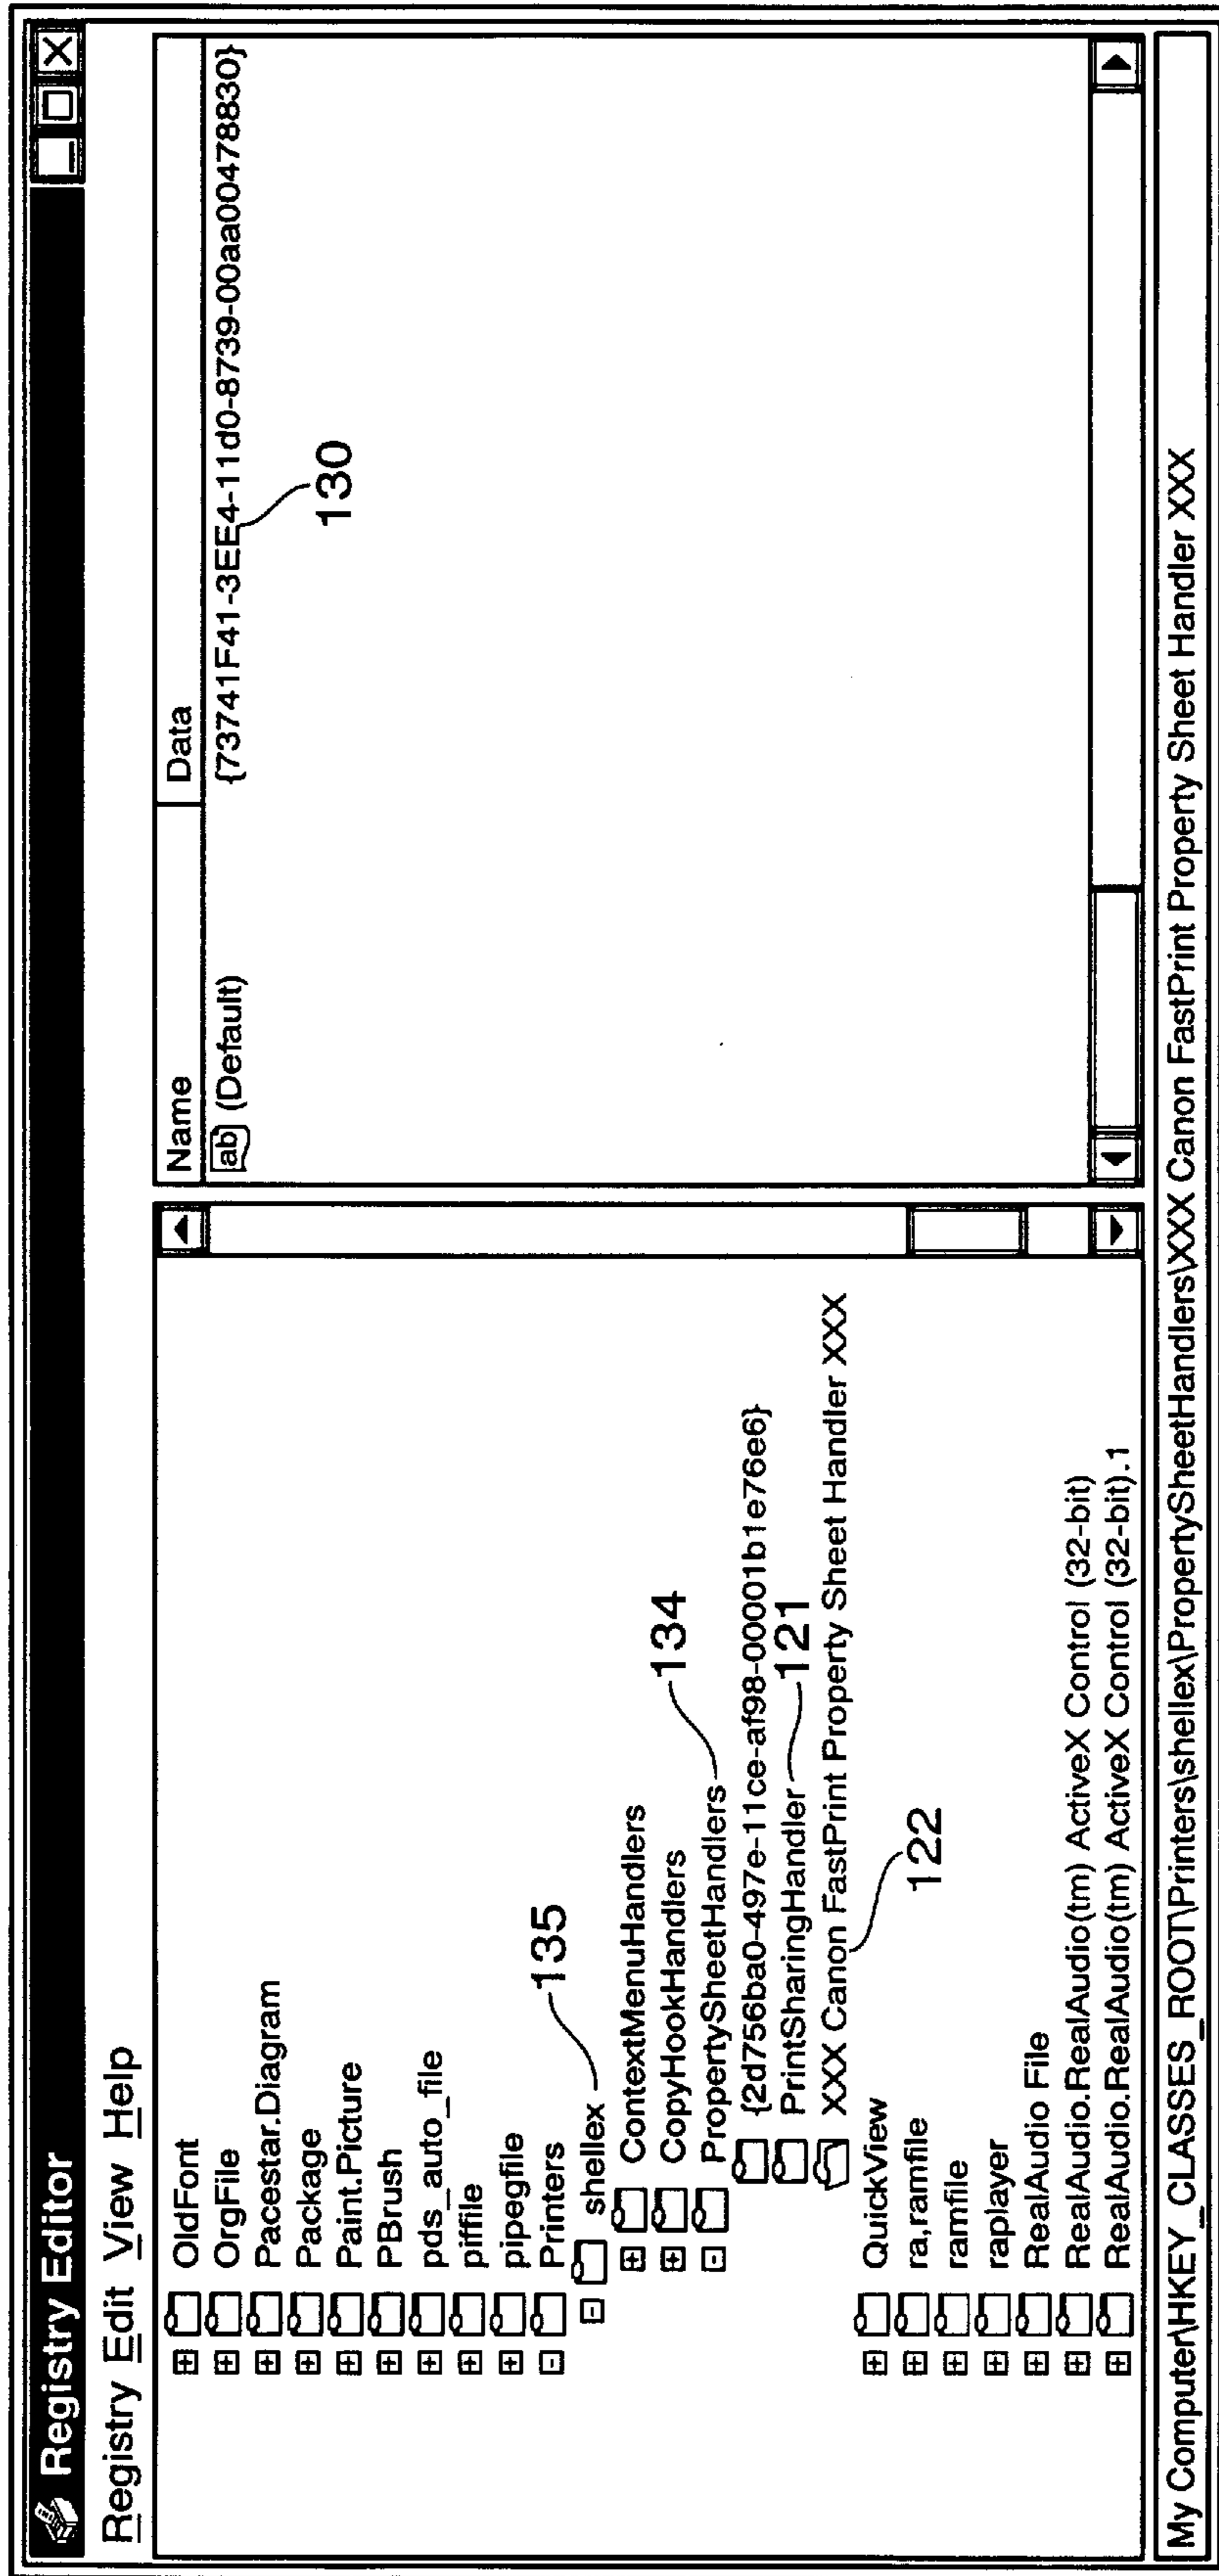 Registry Editor
Registry Edit View Help
OldFont
OrgFile
Pacestar.Diagram
Package
Paint.Picture
PBrush
pds_auto_file
piffile
pipegfile
Printers
shellex
135
ContextMenuHandlers
CopyHookHandlers
PropertySheetHandlers
134
{2d756ba0-497e-11ce-af98-00001b1e76e6}
PrintSharingHandler
121
XXX Canon FastPrint Property Sheet Handler XXX
122
QuickView
ra,ramfile
ramfile
raplayer
RealAudio File
RealAudio.RealAudio(tm) ActiveX Control (32-bit)
RealAudio.RealAudio(tm) ActiveX Control (32-bit).1
Name Data
ab (Default) {73741F41-3EE4-11d0-8739-00aa00478830}
130
My Computer\HKEY_CLASSES_ROOT\Printers\shellex\PropertySheetHandlers\XXX Canon FastPrint Property Sheet Handler XXX